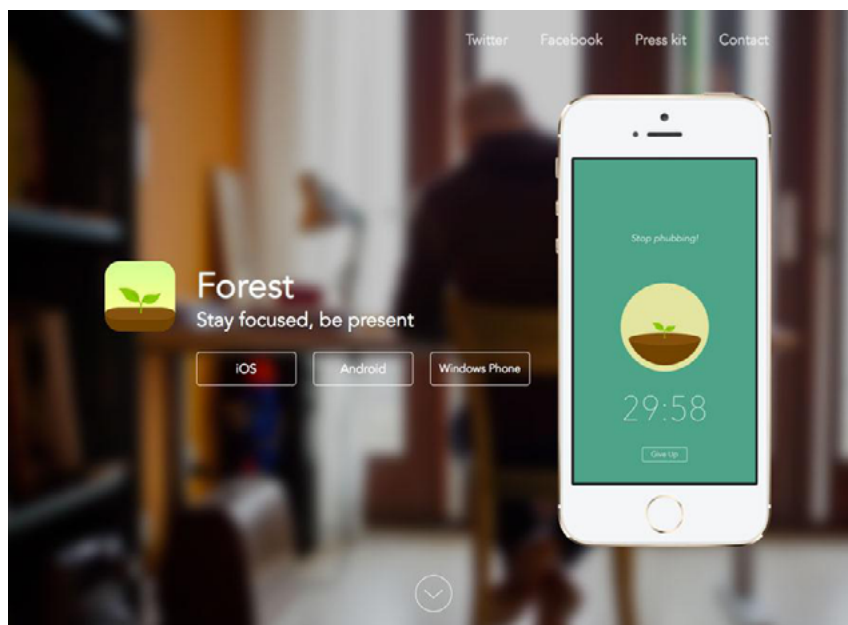 Twitter Facebook Press kit Contact
Stop phubbing!
Forest
Stay focused, be present
iOS Android Windows Phone
29:58
Give Up